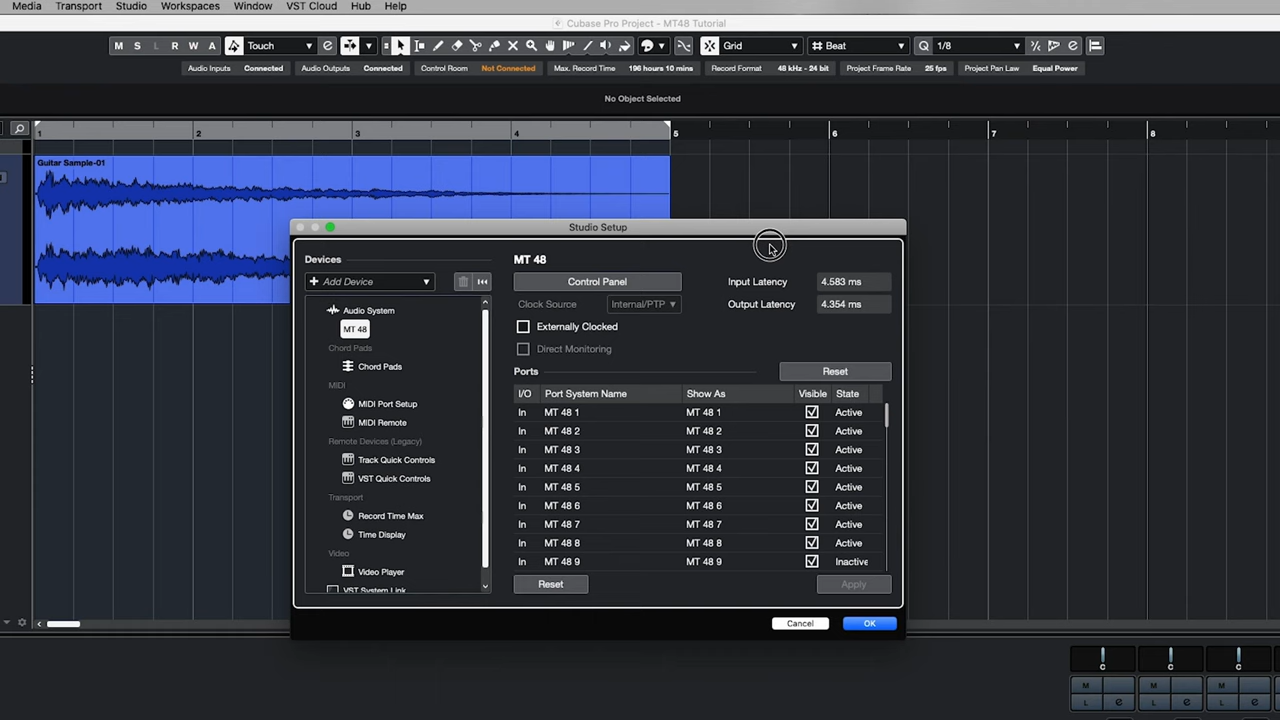 Media Transport Studio Workspaces Window VST Cloud Hub Help
Cubase Pro Project - MT48 Tutorial
M S L R W A Touch e Grid Beat Q 1/8 e
Audio Inputs Connected Audio Outputs Connected Control Room Not Connected Max. Record Time 196 hours 10 mins Record Format 48 kHz - 24 bit Project Frame Rate 25 fps Project Pan Law Equal Power
No Object Selected
1 2 3 4 5 6 7 8
Guitar Sample-01
Studio Setup
Devices
MT 48
+ Add Device
Control Panel
Input Latency 4.583 ms
Clock Source Internal/PTP
Output Latency 4.354 ms
Audio System
MT 48
Externally Clocked
Chord Pads
Direct Monitoring
Chord Pads
Ports
Reset
MIDI
I/O Port System Name Show As Visible State
MIDI Port Setup
In MT 48 1 MT 48 1 Active
MIDI Remote
In MT 48 2 MT 48 2 Active
Remote Devices (Legacy)
In MT 48 3 MT 48 3 Active
Track Quick Controls
In MT 48 4 MT 48 4 Active
VST Quick Controls
In MT 48 5 MT 48 5 Active
Transport
In MT 48 6 MT 48 6 Active
Record Time Max
In MT 48 7 MT 48 7 Active
Time Display
In MT 48 8 MT 48 8 Active
Video
In MT 48 9 MT 48 9 Inactive
Video Player
Reset
Apply
VST System Link
Cancel
OK
C C C
M M M
L e L e L e